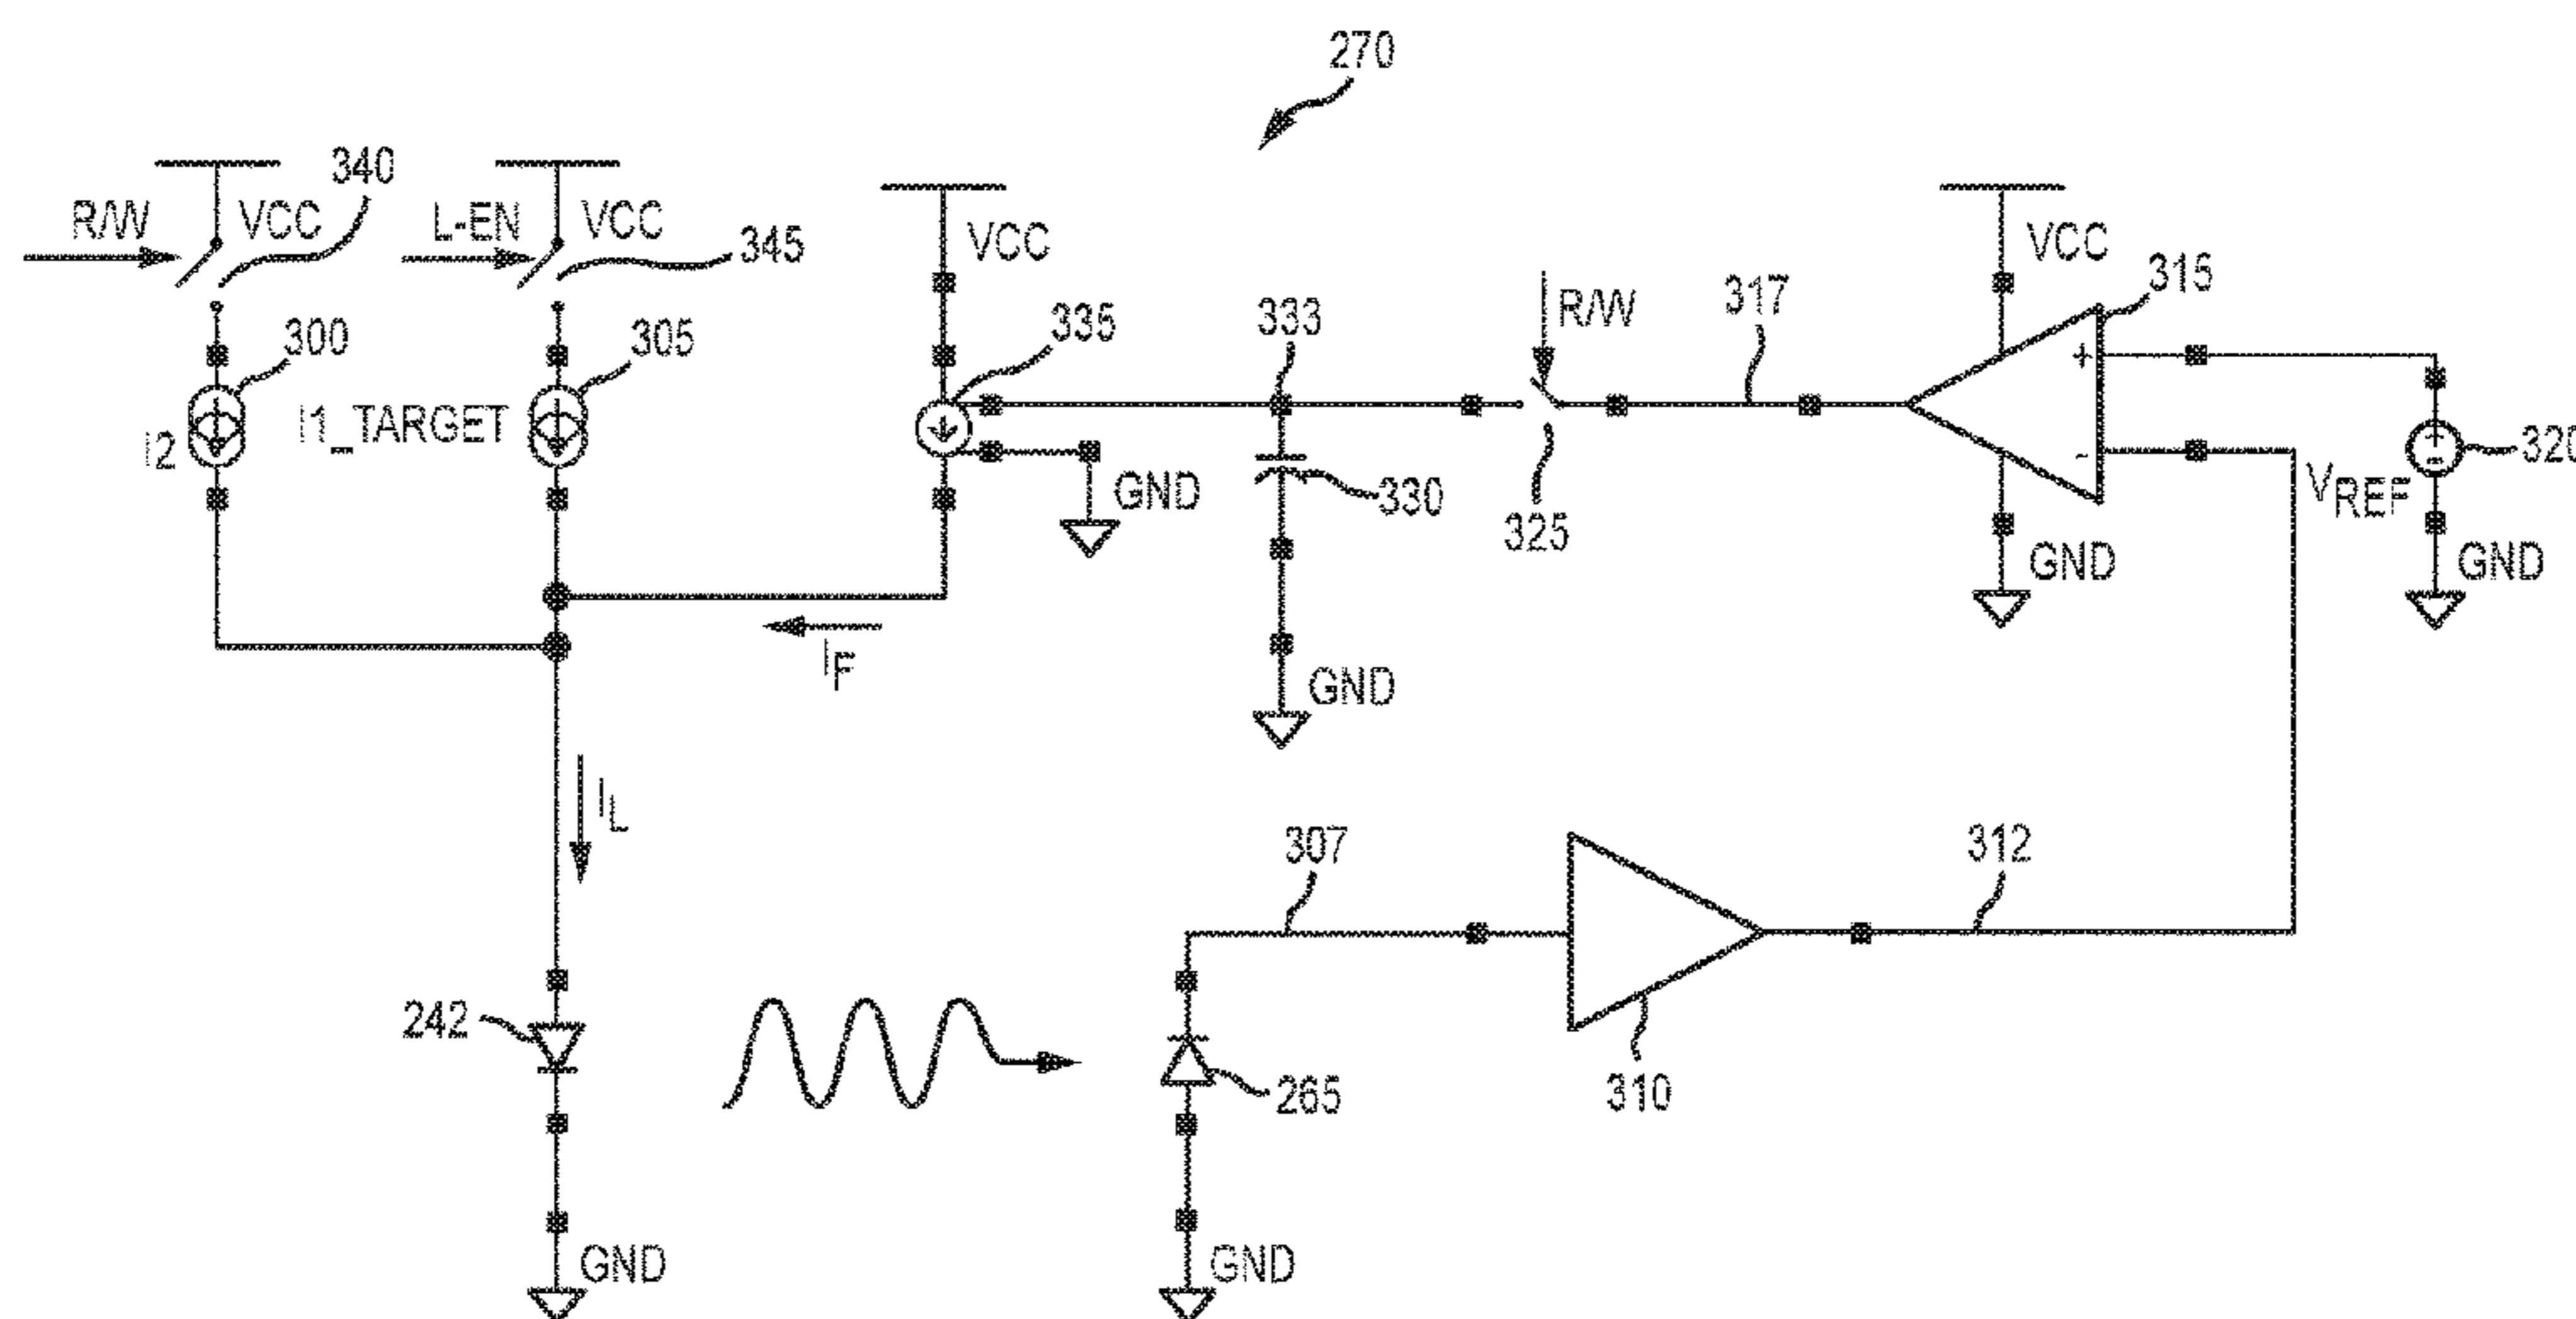 270
340
R/W
VCC
L-EN
VCC
345
VCC
VCC
315
300
305
335
333
R/W
317
+
-
I2
I1_TARGET
GND
330
325
VREF
+
-
320
GND
GND
IF
GND
IL
307
312
242
265
310
GND
GND